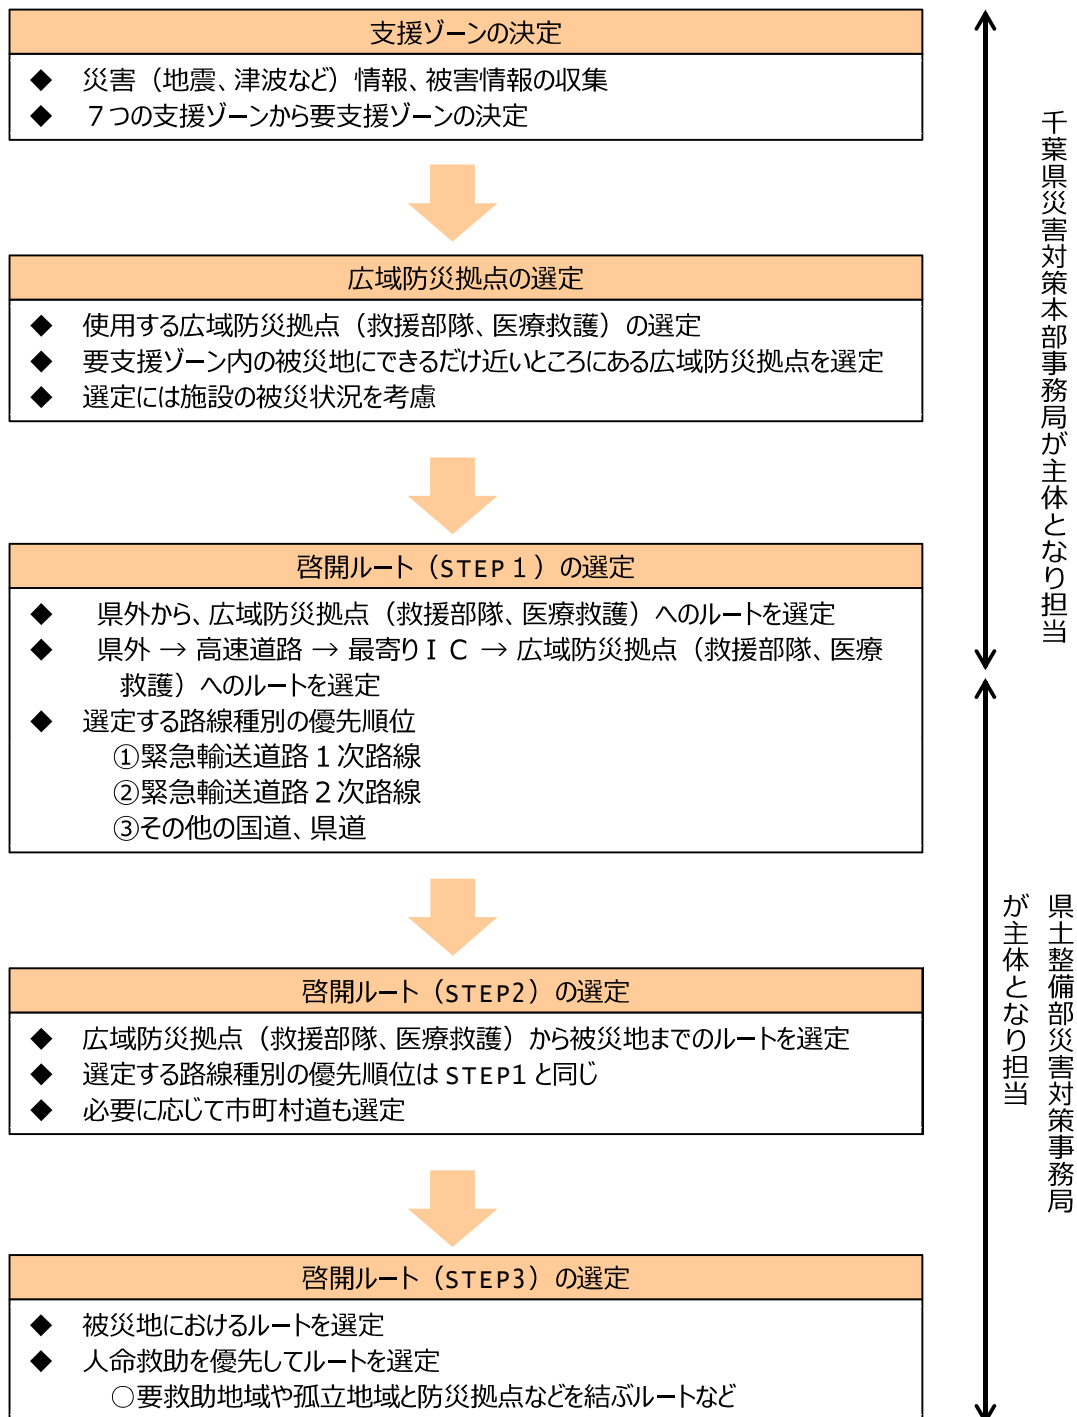 支援ゾーンの決定
◆ 災害（地震、津波など）情報、被害情報の収集
◆ ７つの支援ゾーンから要支援ゾーンの決定
広域防災拠点の選定
◆ 使用する広域防災拠点（救援部隊、医療救護）の選定
◆ 要支援ゾーン内の被災地にできるだけ近いところにある広域防災拠点を選定
◆ 選定には施設の被災状況を考慮
啓開ルート（STEP１）の選定
◆ 県外から、広域防災拠点（救援部隊、医療救護）へのルートを選定
◆ 県外 → 高速道路 → 最寄りＩＣ → 広域防災拠点（救援部隊、医療
救護）へのルートを選定
◆ 選定する路線種別の優先順位
①緊急輸送道路１次路線
②緊急輸送道路２次路線
③その他の国道、県道
啓開ルート（STEP2）の選定
◆ 広域防災拠点（救援部隊、医療救護）から被災地までのルートを選定
◆ 選定する路線種別の優先順位は STEP1 と同じ
◆ 必要に応じて市町村道も選定
啓開ルート（STEP3）の選定
◆ 被災地におけるルートを選定
◆ 人命救助を優先してルートを選定
○要救助地域や孤立地域と防災拠点などを結ぶルートなど
千葉県災害対策本部事務局が主体となり担当
県土整備部災害対策事務局
が主体となり担当